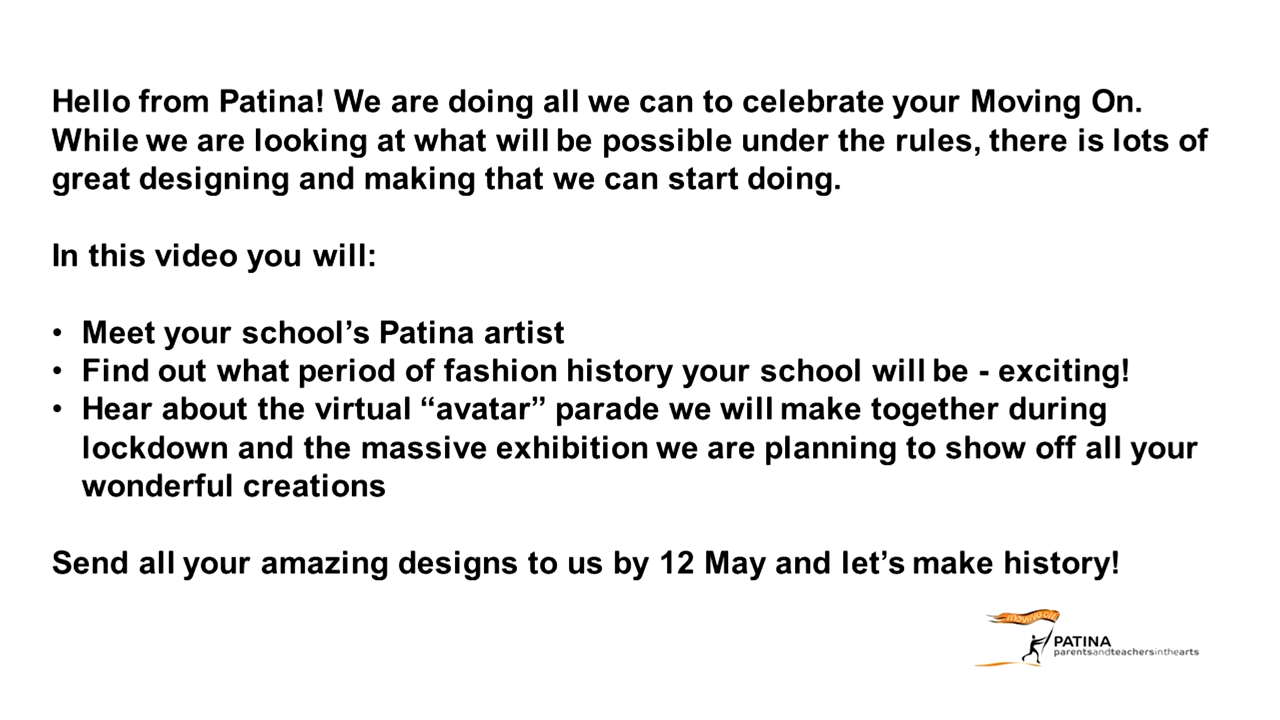 Hello from Patina! We are doing all we can to celebrate your Moving On.
While we are looking at what will be possible under the rules, there is lots of
great designing and making that we can start doing.
In this video you will:
• Meet your school’s Patina artist
• Find out what period of fashion history your school will be - exciting!
• Hear about the virtual “avatar” parade we will make together during
lockdown and the massive exhibition we are planning to show off all your
wonderful creations
Send all your amazing designs to us by 12 May and let’s make history!
moving on
PATINA
parentsandteachersinthearts